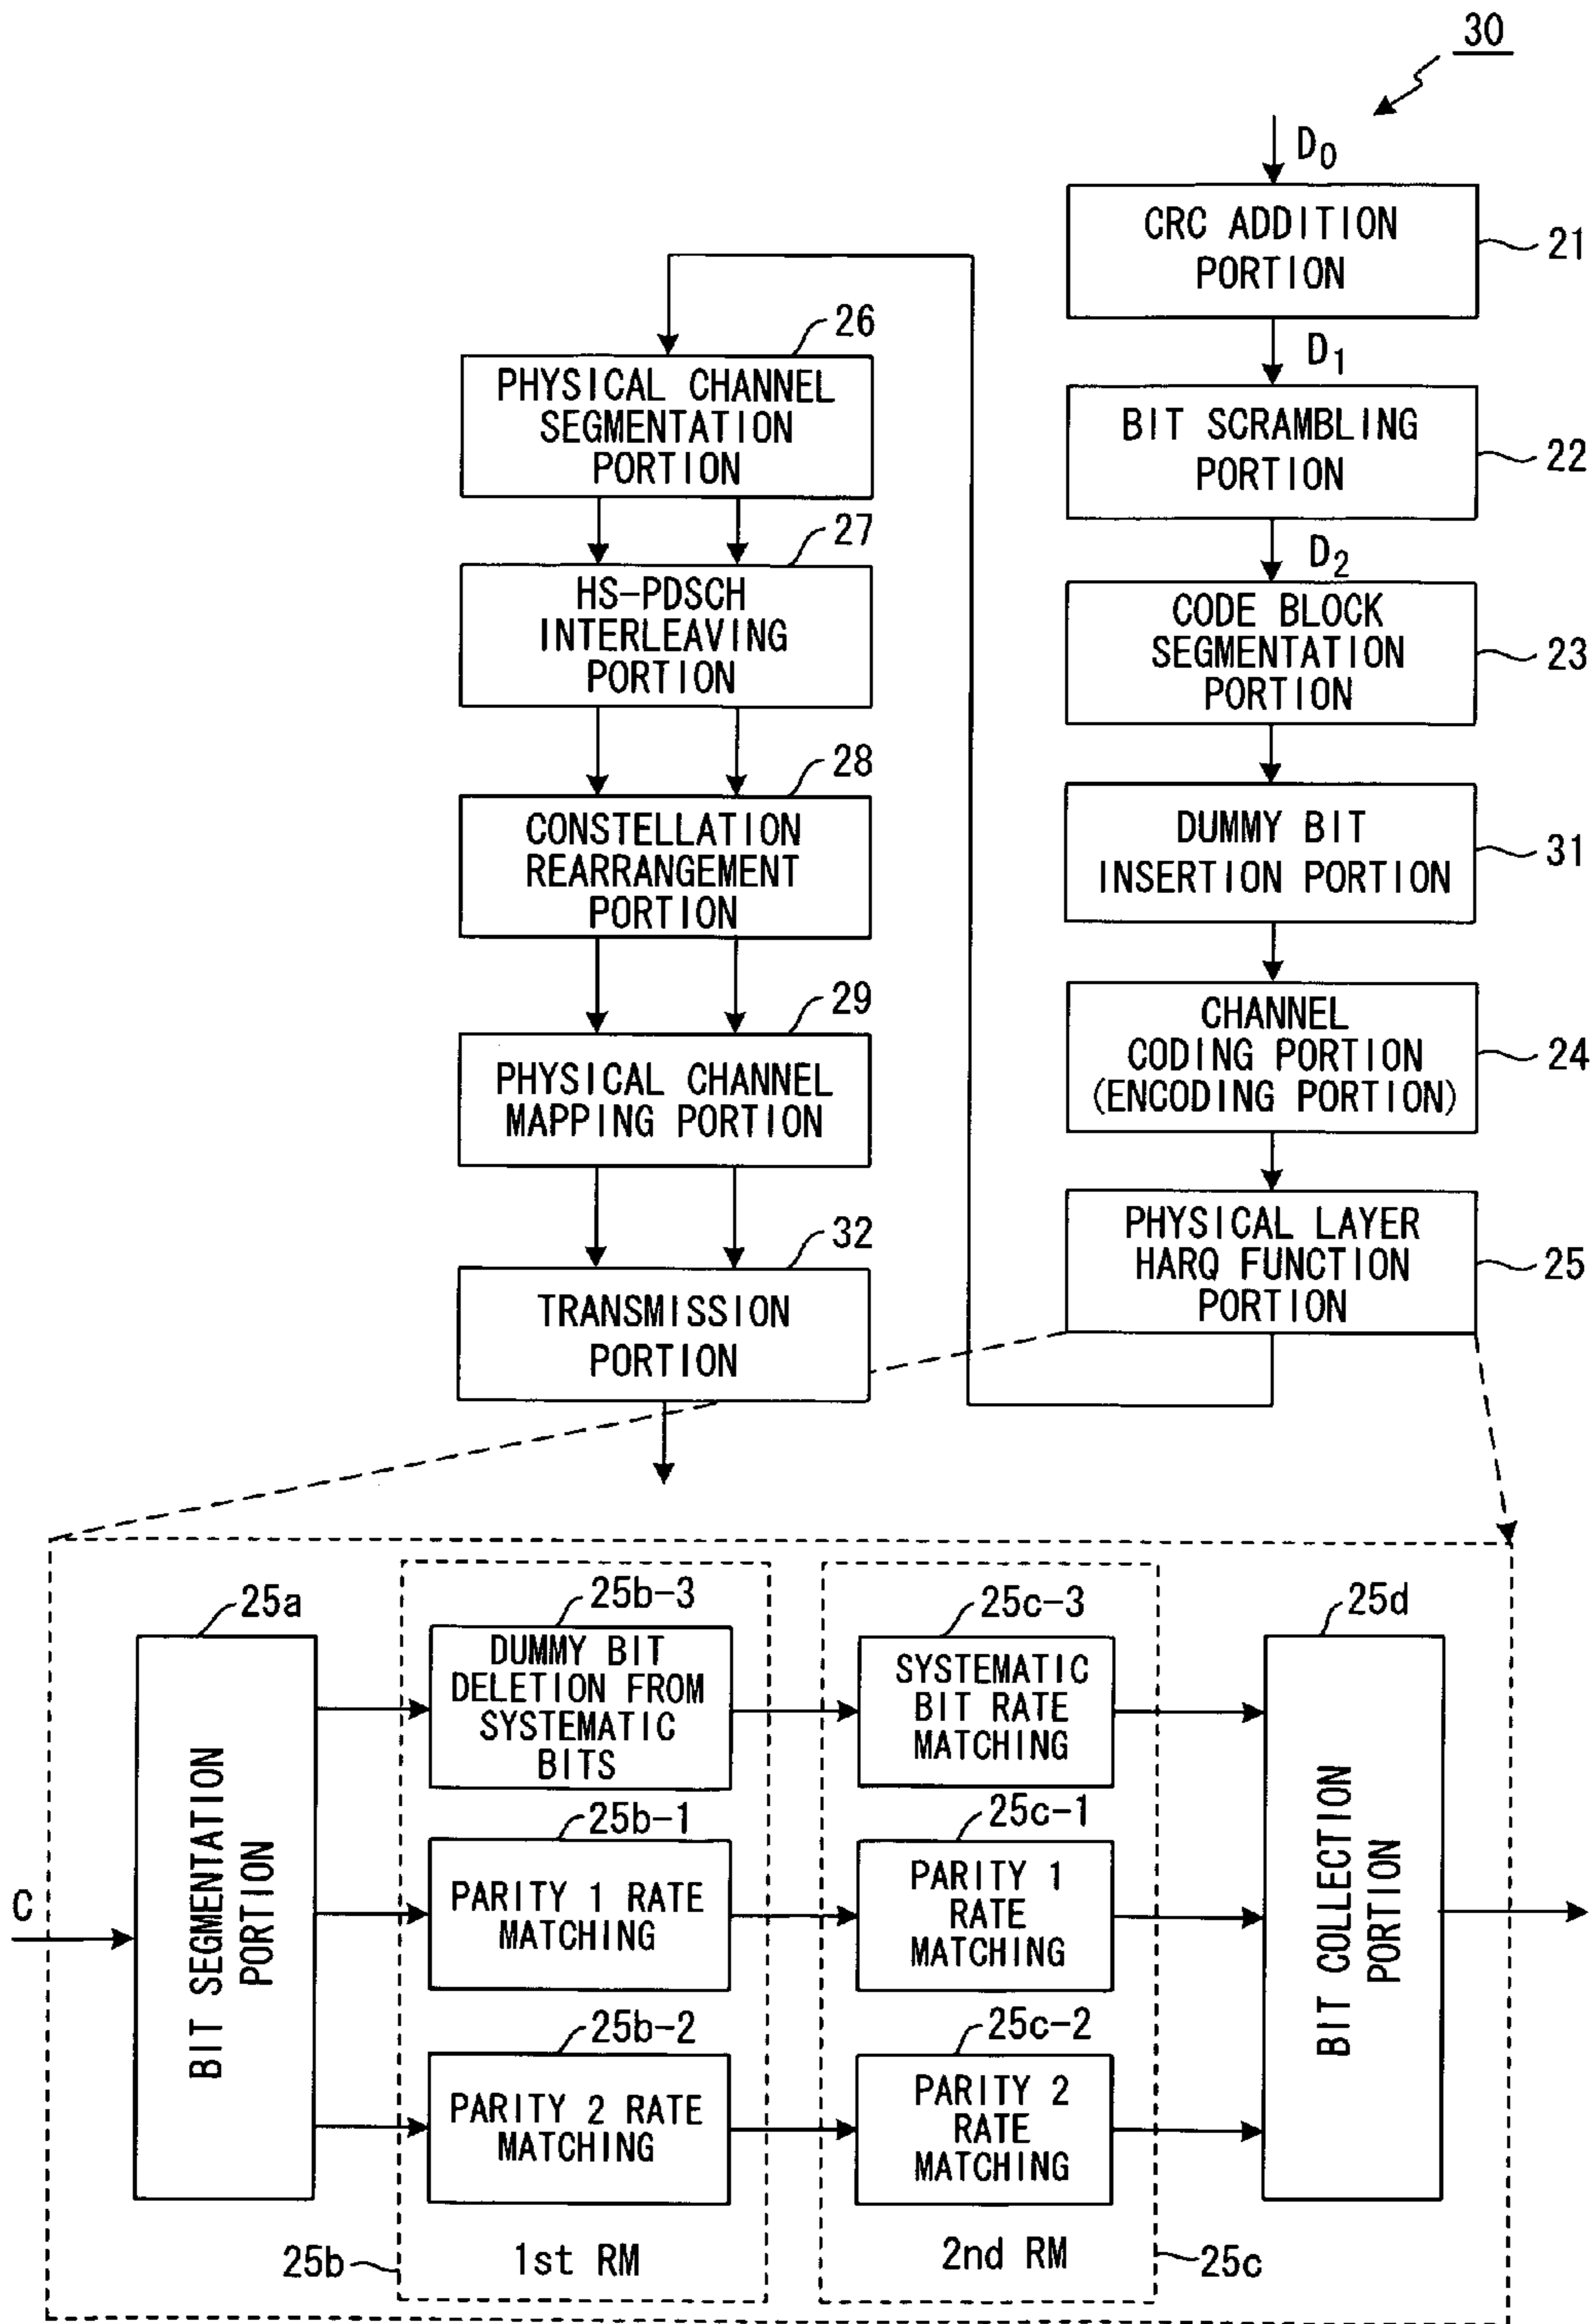 30
D0
CRC ADDITION
PORTION
21
D1
BIT SCRAMBLING
PORTION
22
D2
CODE BLOCK
SEGMENTATION
PORTION
23
DUMMY BIT
INSERTION PORTION
31
CHANNEL
CODING PORTION
(ENCODING PORTION)
24
PHYSICAL LAYER
HARQ FUNCTION
PORTION
25
26
PHYSICAL CHANNEL
SEGMENTATION
PORTION
27
HS-PDSCH
INTERLEAVING
PORTION
28
CONSTELLATION
REARRANGEMENT
PORTION
29
PHYSICAL CHANNEL
MAPPING PORTION
32
TRANSMISSION
PORTION
C
25a
BIT SEGMENTATION
PORTION
25b-3
DUMMY BIT
DELETION FROM
SYSTEMATIC
BITS
25b-1
PARITY 1 RATE
MATCHING
25b-2
PARITY 2 RATE
MATCHING
25b
1st RM
25c-3
SYSTEMATIC
BIT RATE
MATCHING
25c-1
PARITY 1
RATE
MATCHING
25c-2
PARITY 2
RATE
MATCHING
2nd RM
25c
25d
BIT COLLECTION
PORTION